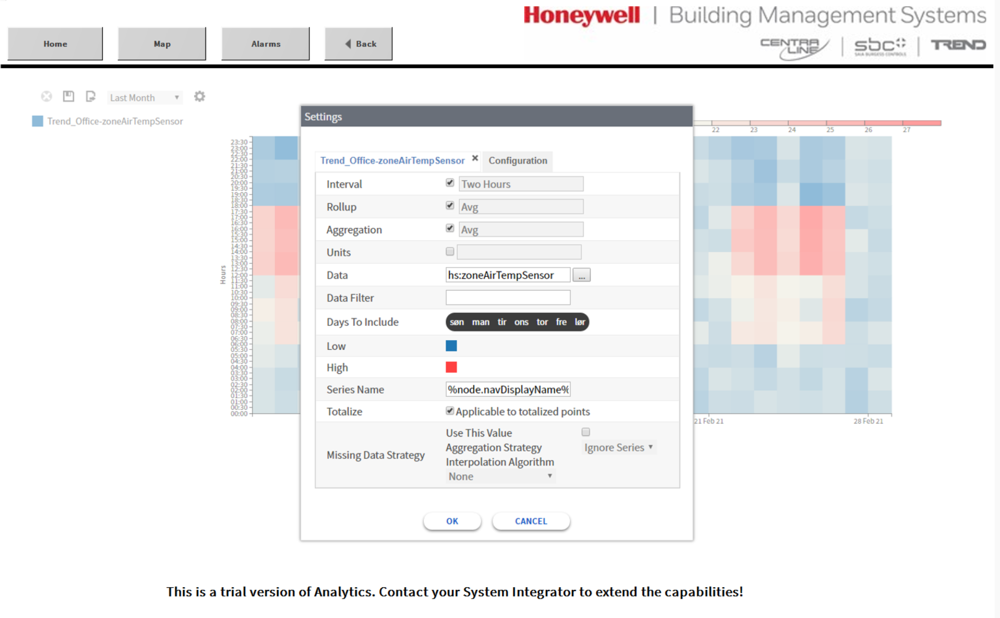 Honeywell | Building Management Systems
Home
Map
Alarms
Back
CENTRA LINE
sbc
SAIA BURGESS CONTROLS
TREND
Last Month
Trend_Office-zoneAirTempSensor
Settings
22 23 24 25 26 27
Trend_Office-zoneAirTempSensor Configuration
Interval Two Hours
Rollup Avg
Aggregation Avg
Units
Data hs:zoneAirTempSensor ...
Data Filter
Days To Include søn man tir ons tor fre lør
Low
High
Series Name %node.navDisplayName%
Totalize Applicable to totalized points
Missing Data Strategy
Use This Value
Aggregation Strategy Ignore Series
Interpolation Algorithm
None
OK CANCEL
Hours
23:30
23:00
22:30
22:00
21:30
21:00
20:30
20:00
19:30
19:00
18:30
18:00
17:30
17:00
16:30
16:00
15:30
15:00
14:30
14:00
13:30
13:00
12:30
12:00
11:30
11:00
10:30
10:00
09:30
09:00
08:30
08:00
07:30
07:00
06:30
06:00
05:30
05:00
04:30
04:00
03:30
03:00
02:30
02:00
01:30
01:00
00:30
00:00
21 Feb 21 28 Feb 21
This is a trial version of Analytics. Contact your System Integrator to extend the capabilities!